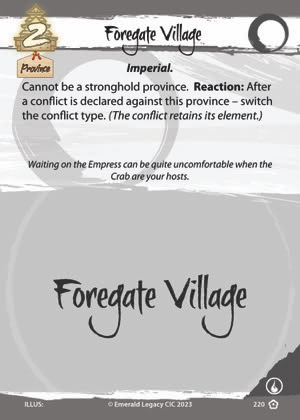 Foregate Village
2
Province
Imperial.
Cannot be a stronghold province. Reaction: After
a conflict is declared against this province – switch
the conflict type. (The conflict retains its element.)
Waiting on the Empress can be quite uncomfortable when the
Crab are your hosts.
Foregate Village
ILLUS: © Emerald Legacy CIC 2023 220